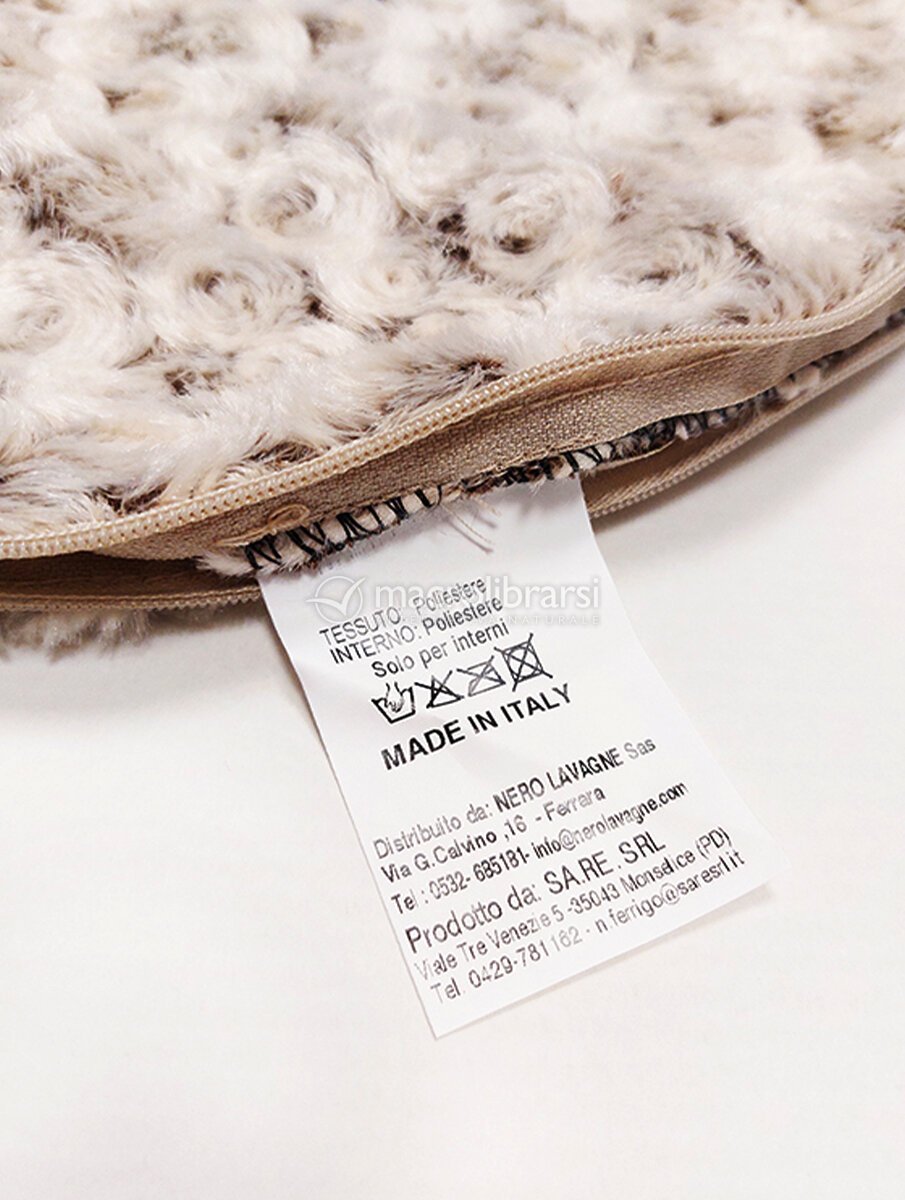 macrolibrarsi
TESSUTO: Poliestere
INTERNO: Poliestere
Solo per interni
MADE IN ITALY
Distribuito da: NERO LAVAGNE Sas
Via G.Calvino ,16 - Ferrara
Tel : 0532- 685181- info@nerolavagne.com
Prodotto da: SA.RE . SRL
Viale Tre Venezie 5 -35043 Monselice (PD)
Tel. 0429-781162 - n.ferrigo@saresrl.it